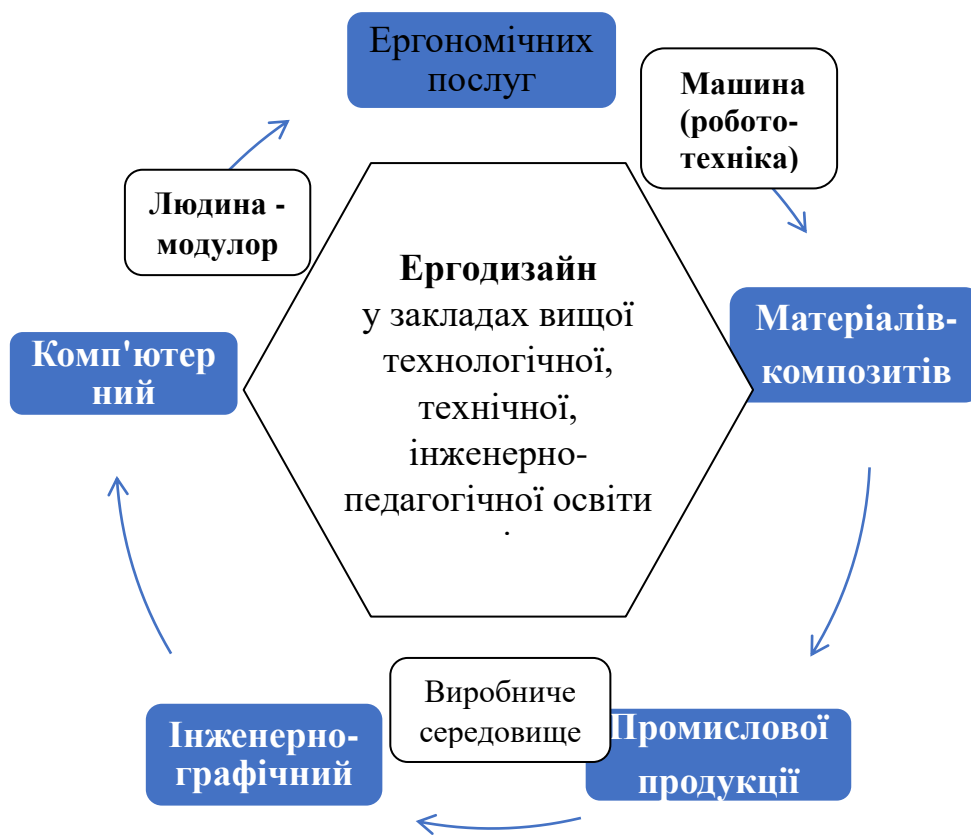 Ергономічних
послуг
Машина
(робото-
техніка)
Людина -
модулор
Ергодизайн
у закладах вищої
технологічної,
технічної,
інженерно-
педагогічної освіти
.
Матеріалів-
композитів
Комп'ютер
ний
Виробниче
середовище
Інженерно-
графічний
Промислової
продукції